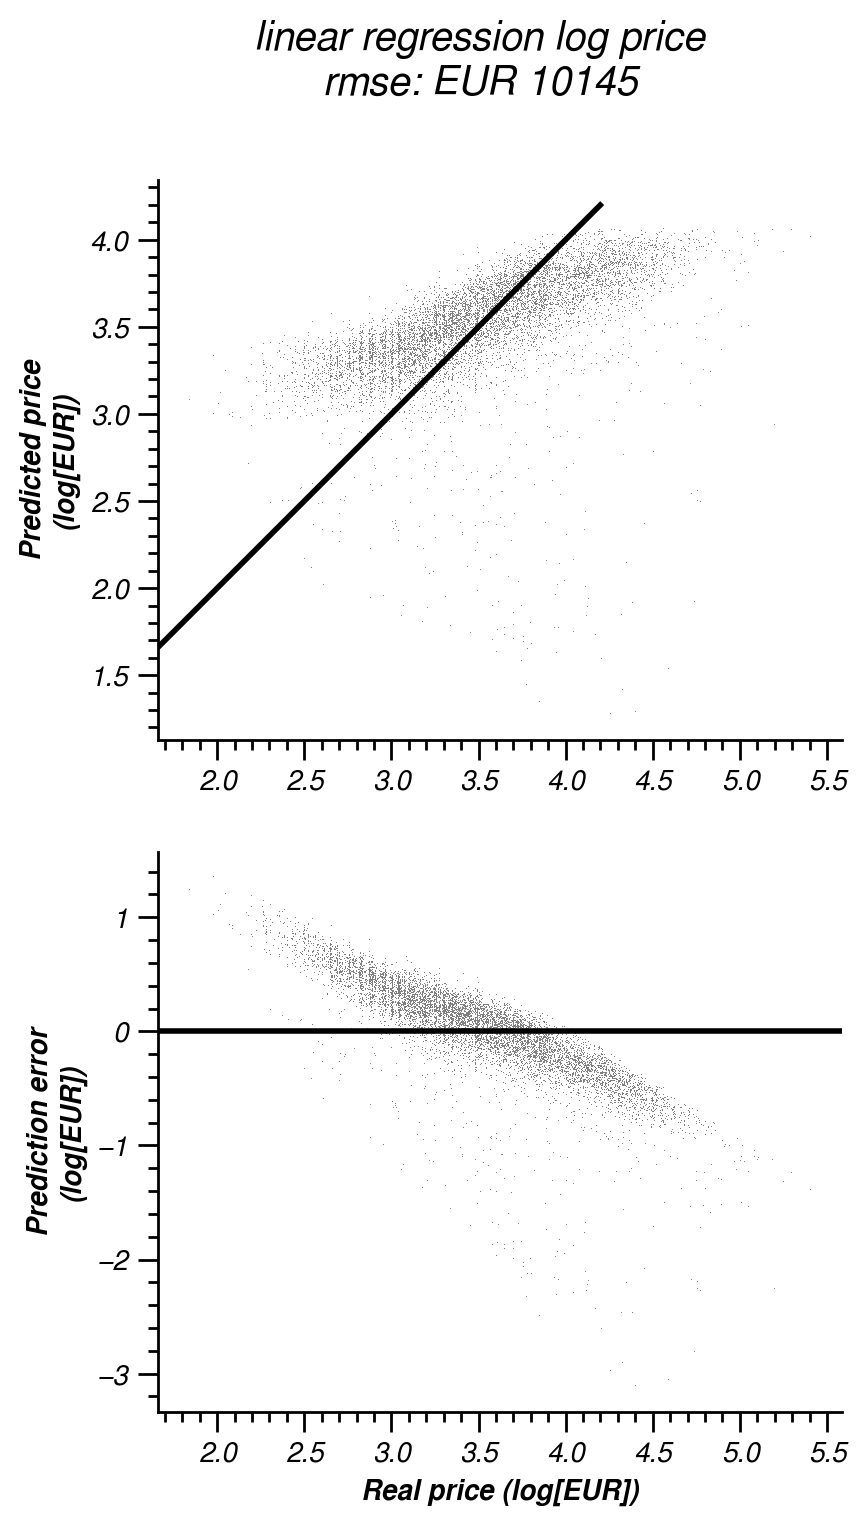 linear regression log price
rmse: EUR 10145
4.0
3.5
3.0
2.5
2.0
1.5
Predicted price
(log[EUR])
2.0 2.5 3.0 3.5 4.0 4.5 5.0 5.5
1
0
−1
−2
−3
Prediction error
(log[EUR])
2.0 2.5 3.0 3.5 4.0 4.5 5.0 5.5
Real price (log[EUR])